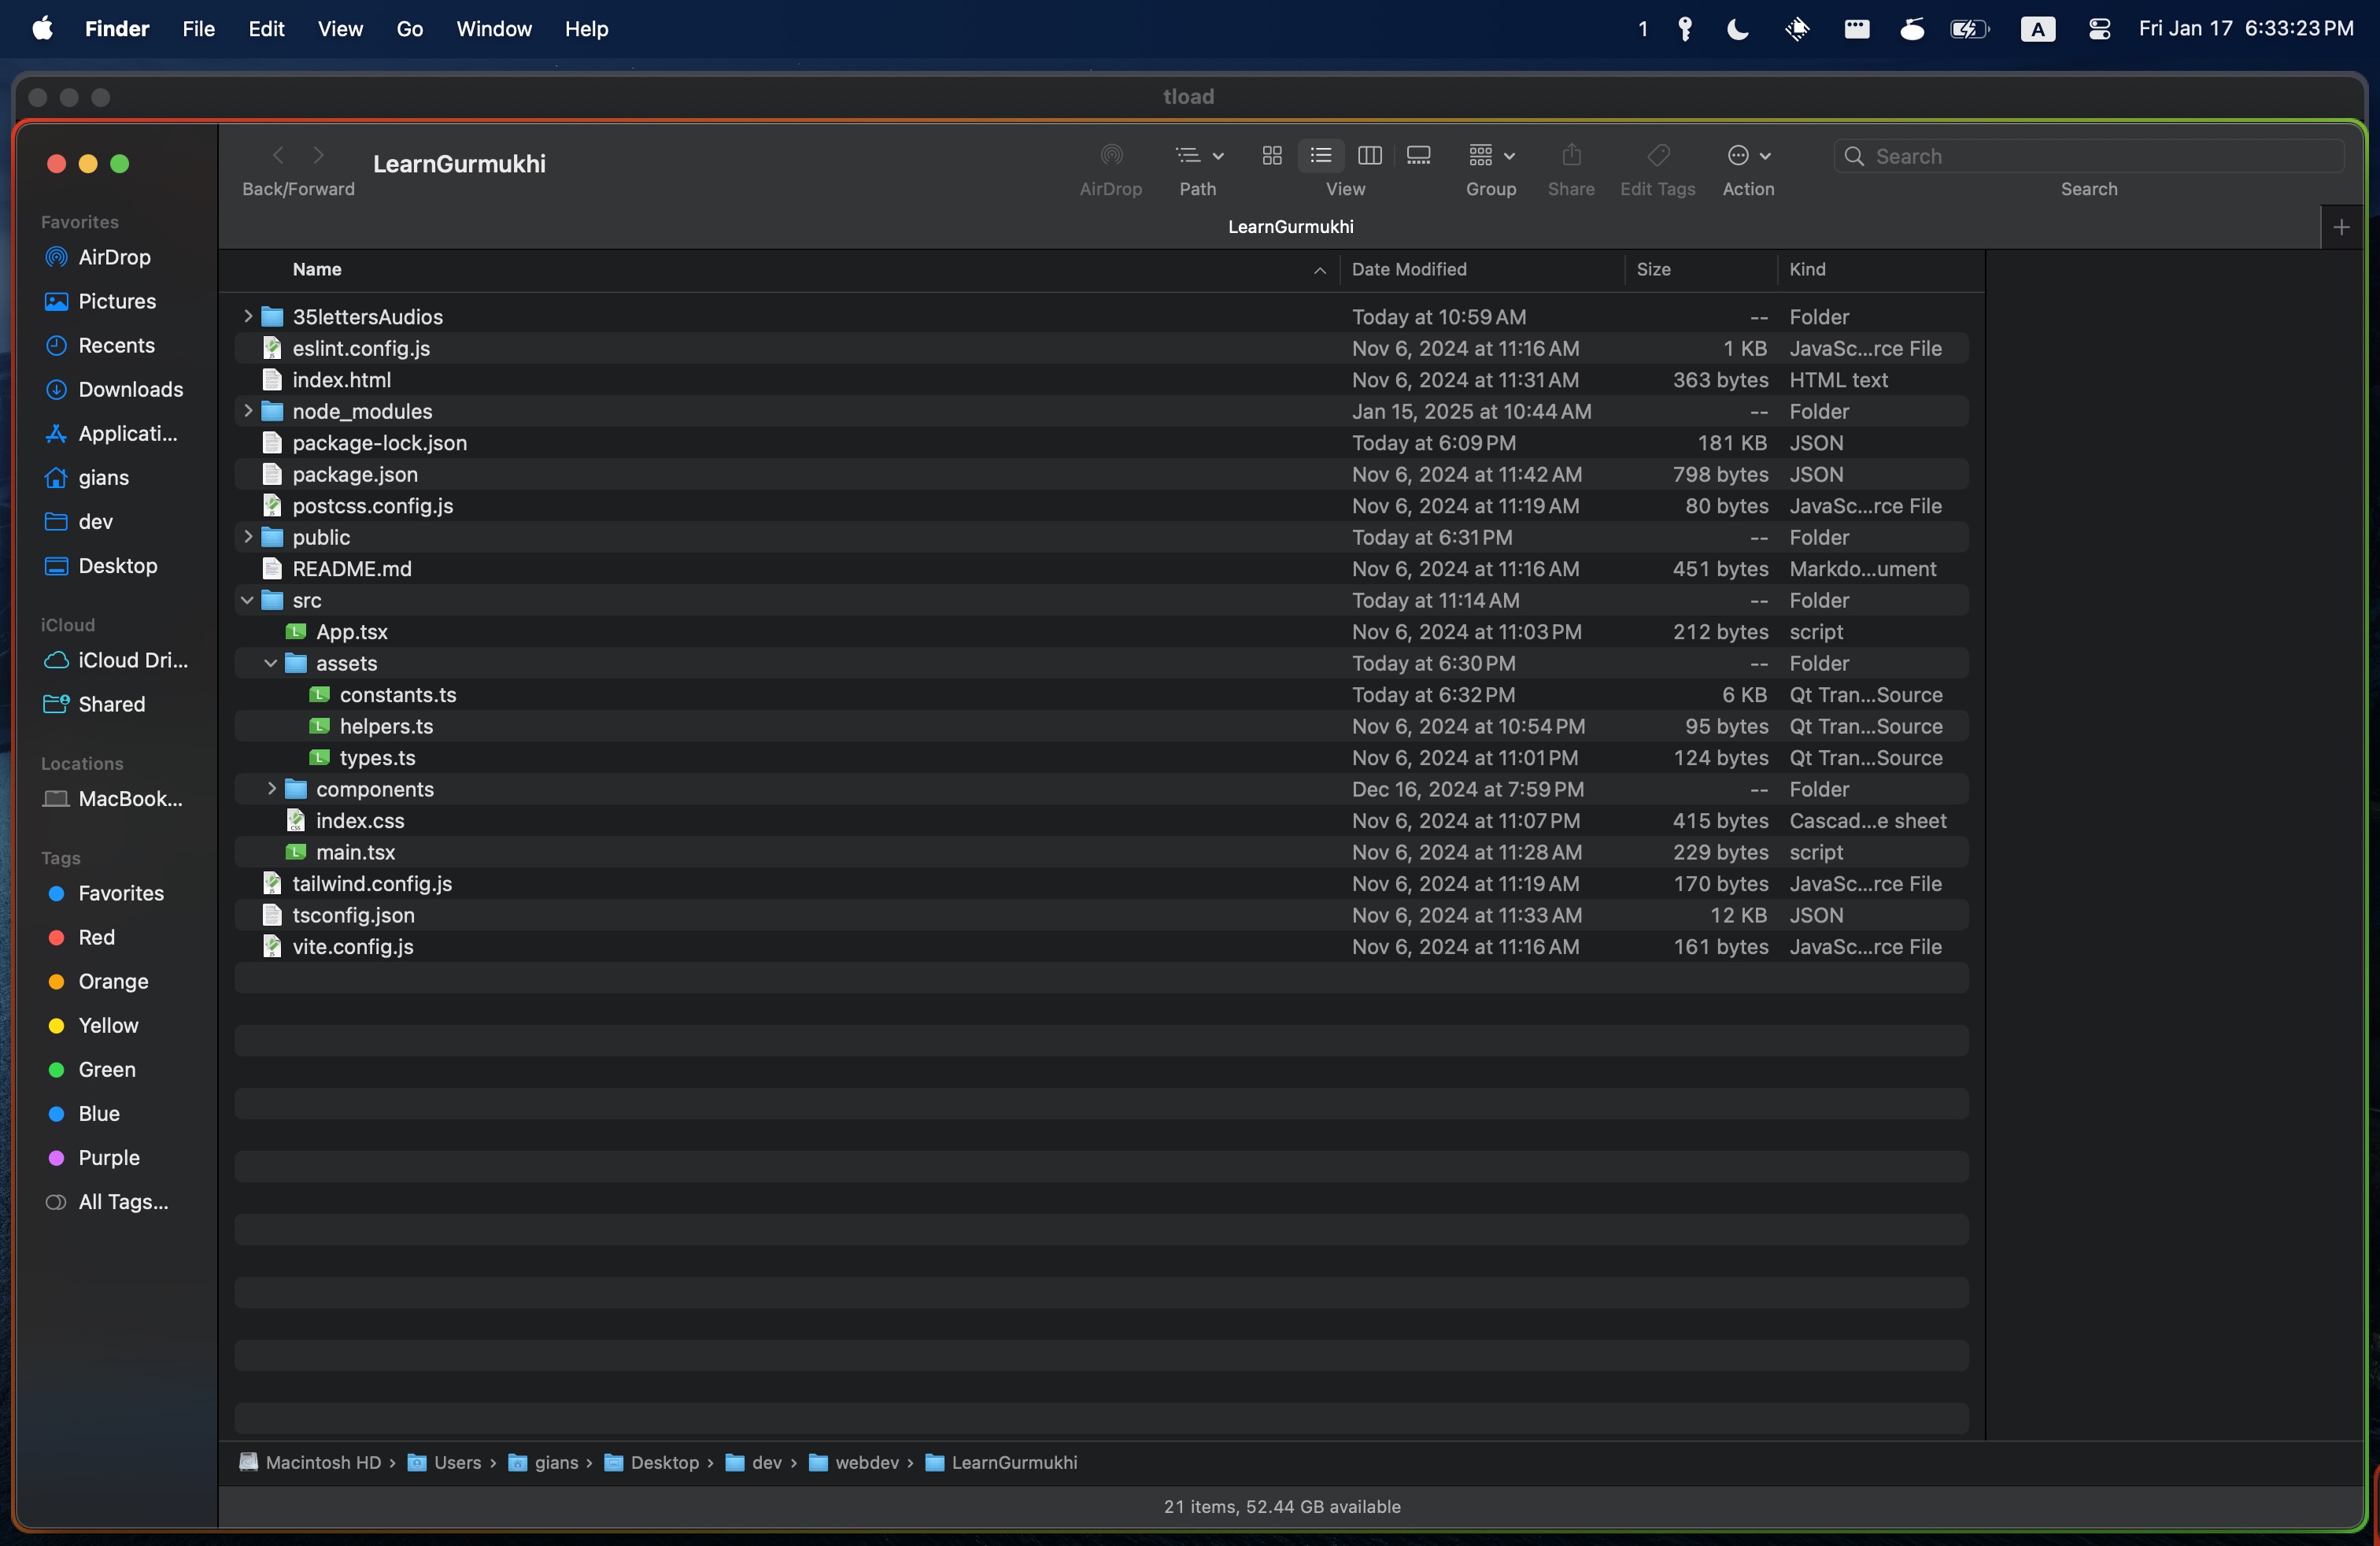 Finder File Edit View Go Window Help 1 A Fri Jan 17 6:33:23 PM
tload
Back/Forward
LearnGurmukhi
AirDrop Path View Group Share Edit Tags Action Search
Search
LearnGurmukhi
Favorites
AirDrop
Pictures
Recents
Downloads
Applicati...
gians
dev
Desktop
iCloud
iCloud Dri...
Shared
Locations
MacBook...
Tags
Favorites
Red
Orange
Yellow
Green
Blue
Purple
All Tags...
Name Date Modified Size Kind
35lettersAudios Today at 10:59 AM -- Folder
eslint.config.js Nov 6, 2024 at 11:16 AM 1 KB JavaSc...rce File
index.html Nov 6, 2024 at 11:31 AM 363 bytes HTML text
node_modules Jan 15, 2025 at 10:44 AM -- Folder
package-lock.json Today at 6:09 PM 181 KB JSON
package.json Nov 6, 2024 at 11:42 AM 798 bytes JSON
postcss.config.js Nov 6, 2024 at 11:19 AM 80 bytes JavaSc...rce File
public Today at 6:31 PM -- Folder
README.md Nov 6, 2024 at 11:16 AM 451 bytes Markdo...ument
src Today at 11:14 AM -- Folder
App.tsx Nov 6, 2024 at 11:03 PM 212 bytes script
assets Today at 6:30 PM -- Folder
constants.ts Today at 6:32 PM 6 KB Qt Tran...Source
helpers.ts Nov 6, 2024 at 10:54 PM 95 bytes Qt Tran...Source
types.ts Nov 6, 2024 at 11:01 PM 124 bytes Qt Tran...Source
components Dec 16, 2024 at 7:59 PM -- Folder
index.css Nov 6, 2024 at 11:07 PM 415 bytes Cascad...e sheet
main.tsx Nov 6, 2024 at 11:28 AM 229 bytes script
tailwind.config.js Nov 6, 2024 at 11:19 AM 170 bytes JavaSc...rce File
tsconfig.json Nov 6, 2024 at 11:33 AM 12 KB JSON
vite.config.js Nov 6, 2024 at 11:16 AM 161 bytes JavaSc...rce File
Macintosh HD › Users › gians › Desktop › dev › webdev › LearnGurmukhi
21 items, 52.44 GB available